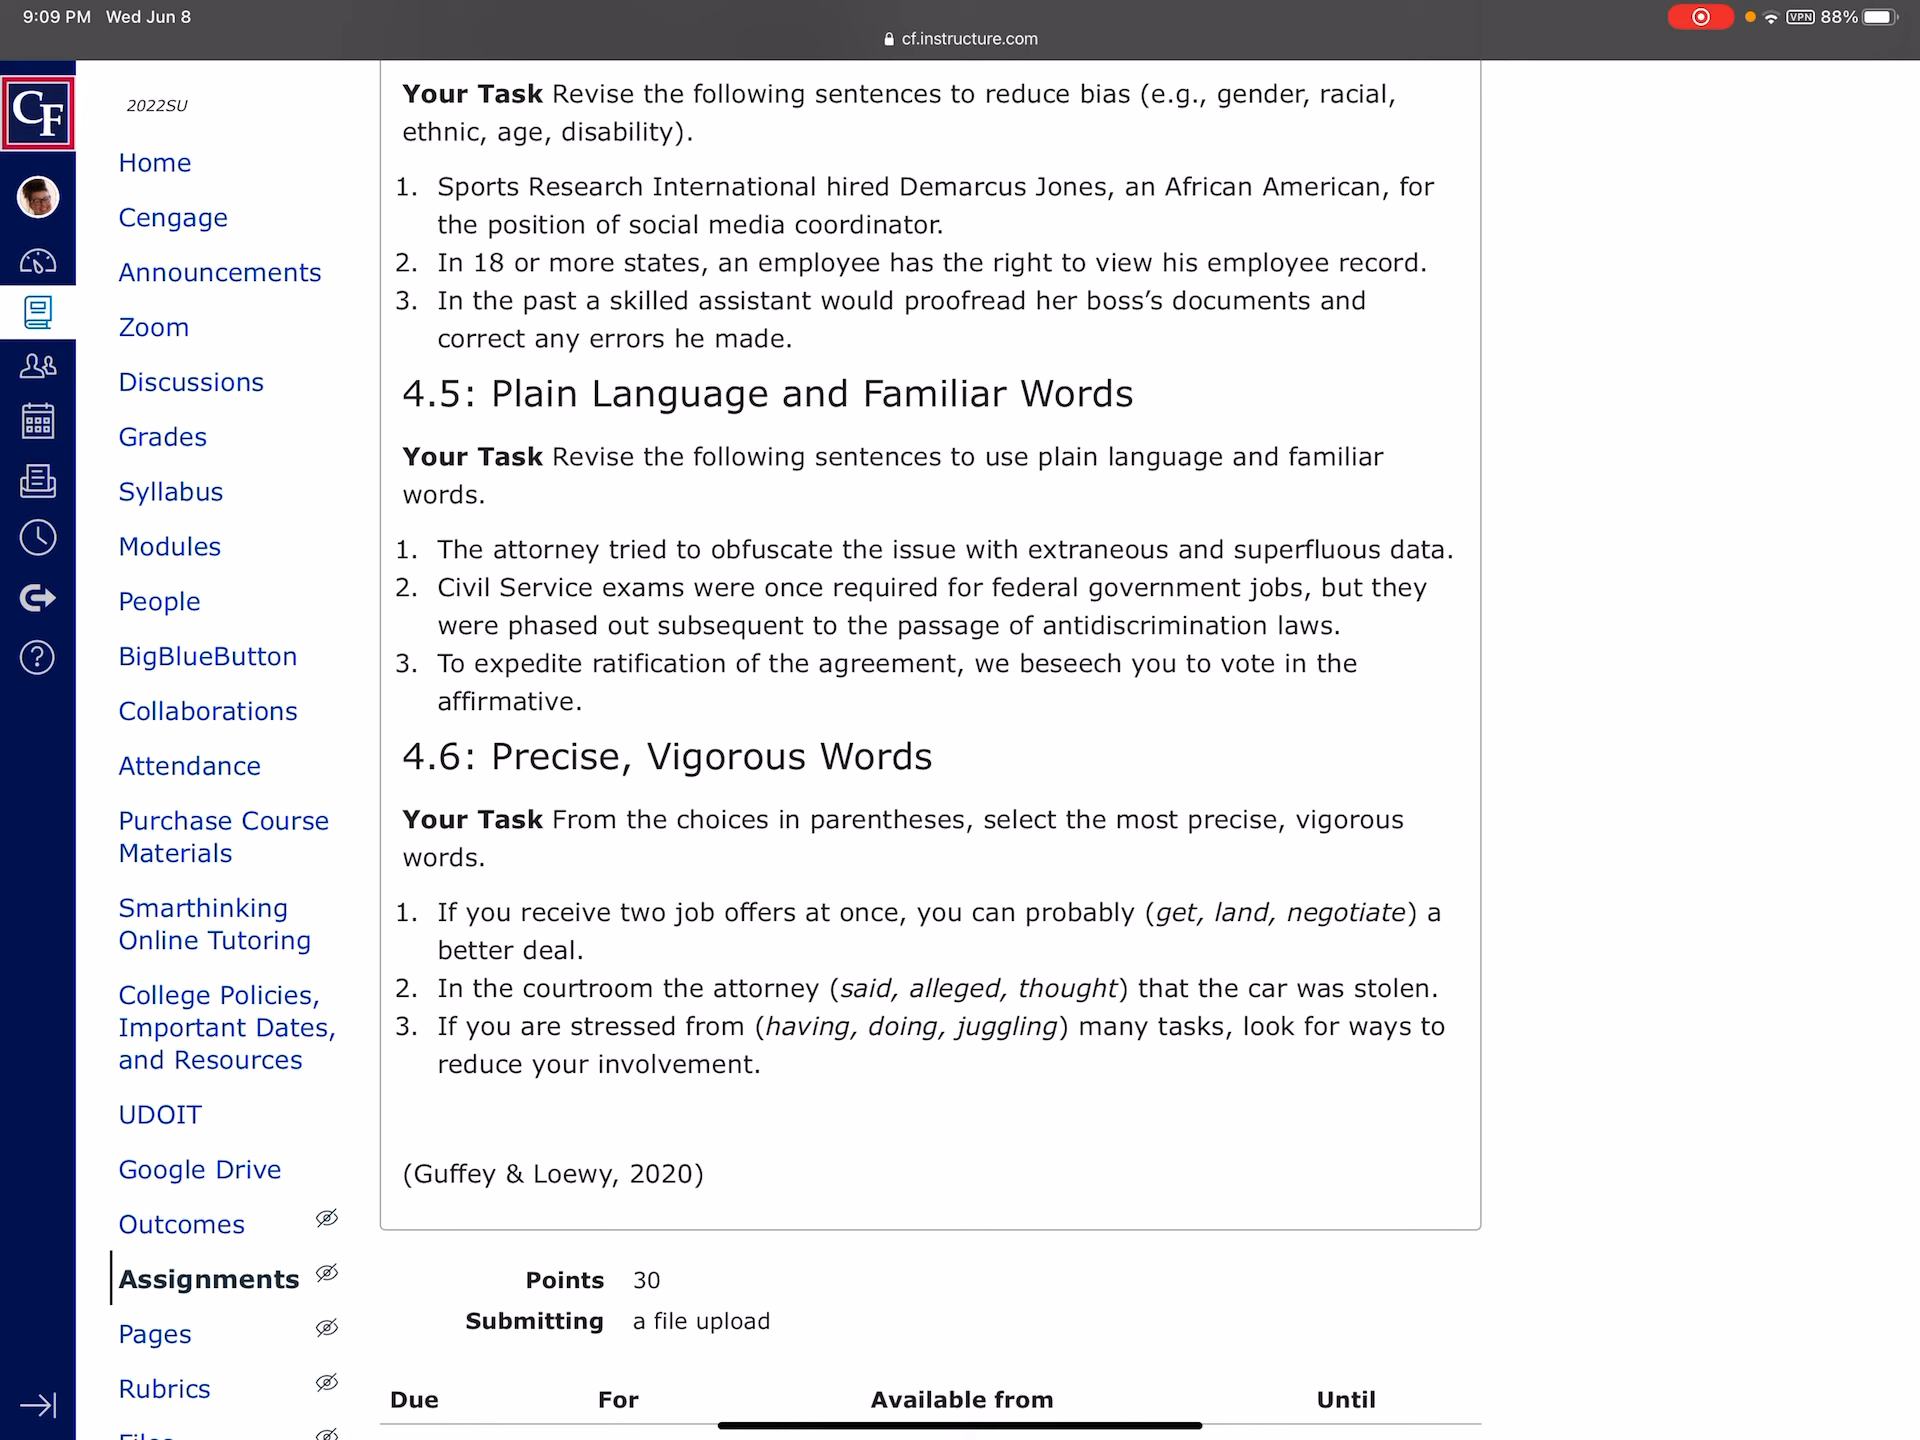 9:09 PM Wed Jun 8
VPN 88%
cf.instructure.com
CF
2022SU
Home
Cengage
Announcements
Zoom
Discussions
Grades
Syllabus
Modules
People
BigBlueButton
Collaborations
Attendance
Purchase Course
Materials
Smarthinking
Online Tutoring
College Policies,
Important Dates,
and Resources
UDOIT
Google Drive
Outcomes
Assignments
Pages
Rubrics
Files
Your Task Revise the following sentences to reduce bias (e.g., gender, racial,
ethnic, age, disability).
1. Sports Research International hired Demarcus Jones, an African American, for
the position of social media coordinator.
2. In 18 or more states, an employee has the right to view his employee record.
3. In the past a skilled assistant would proofread her boss’s documents and
correct any errors he made.
4.5: Plain Language and Familiar Words
Your Task Revise the following sentences to use plain language and familiar
words.
1. The attorney tried to obfuscate the issue with extraneous and superfluous data.
2. Civil Service exams were once required for federal government jobs, but they
were phased out subsequent to the passage of antidiscrimination laws.
3. To expedite ratification of the agreement, we beseech you to vote in the
affirmative.
4.6: Precise, Vigorous Words
Your Task From the choices in parentheses, select the most precise, vigorous
words.
1. If you receive two job offers at once, you can probably (get, land, negotiate) a
better deal.
2. In the courtroom the attorney (said, alleged, thought) that the car was stolen.
3. If you are stressed from (having, doing, juggling) many tasks, look for ways to
reduce your involvement.
(Guffey & Loewy, 2020)
Points 30
Submitting a file upload
Due For Available from Until